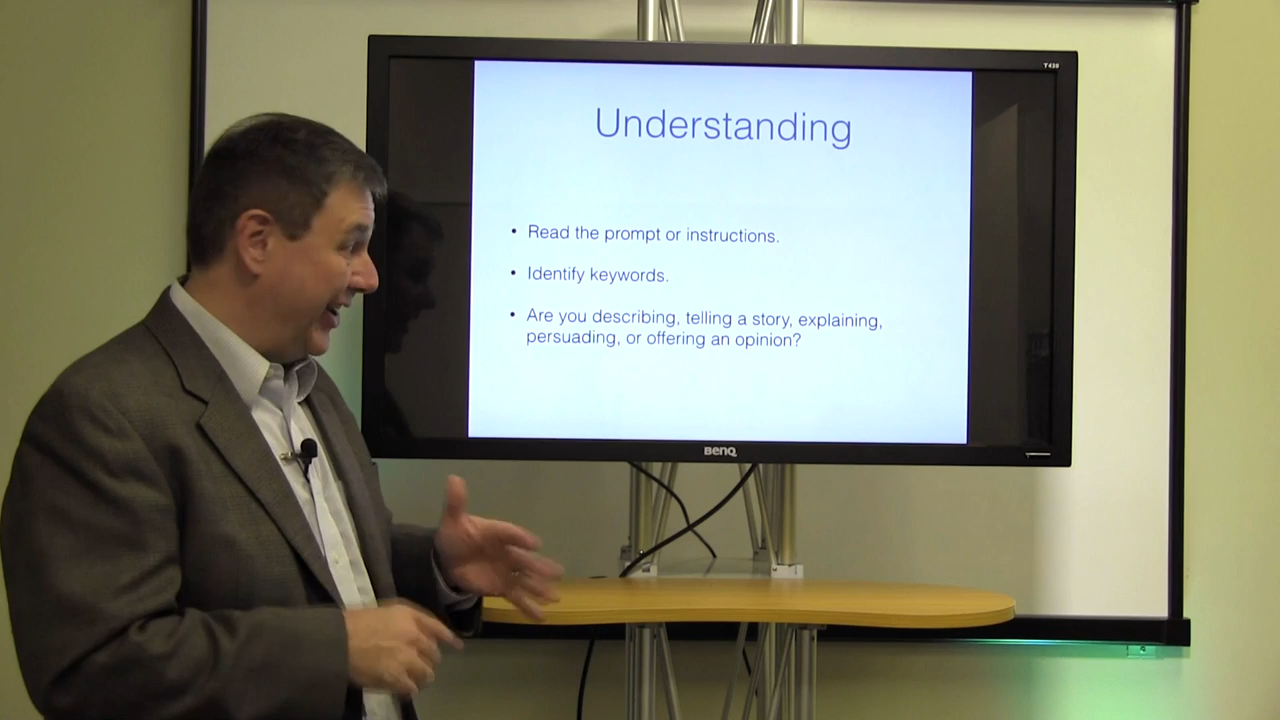 T420
Understanding
• Read the prompt or instructions.
• Identify keywords.
• Are you describing, telling a story, explaining,
persuading, or offering an opinion?
BenQ